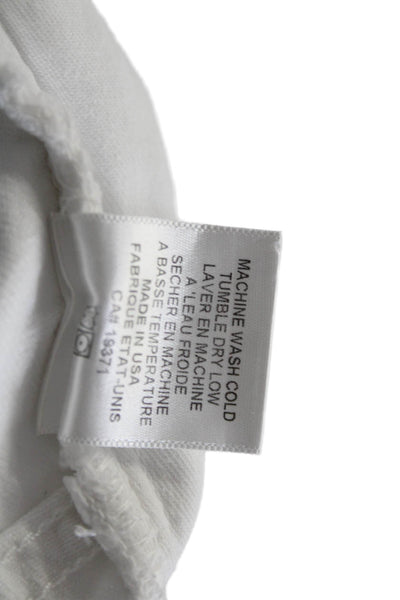 MACHINE WASH COLD
TUMBLE DRY LOW
LAVER EN MACHINE
A 'LEAU FROIDE
SECHER EN MACHINE
A BASSE TEMPERATURE
MADE IN USA
FABRIQUE ETAT-UNIS
CA# 19371